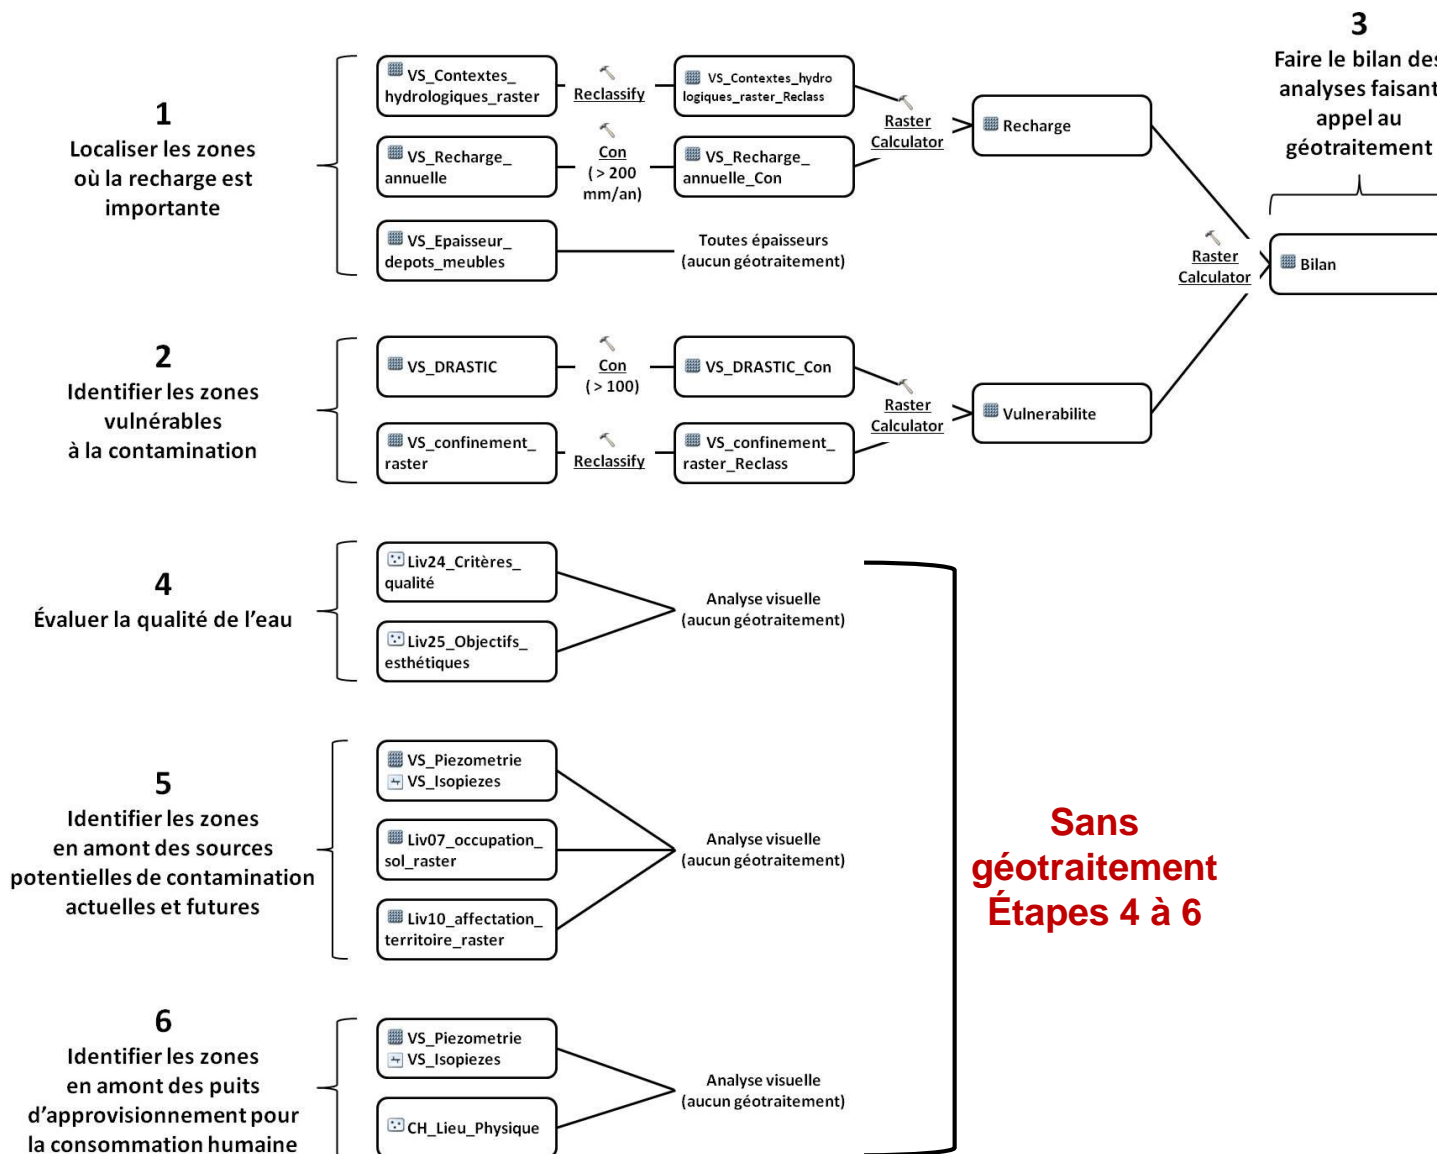 1
Localiser les zones
où la recharge est
importante
VS_Contextes_
hydrologiques_raster
Reclassify
VS_Contextes_hydro
logiques_raster_Reclass
VS_Recharge_
annuelle
Con
( > 200
mm/an)
VS_Recharge_
annuelle_Con
VS_Epaisseur_
depots_meubles
Toutes épaisseurs
(aucun géotraitement)
Raster
Calculator
Recharge
2
Identifier les zones
vulnérables
à la contamination
VS_DRASTIC
Con
( > 100)
VS_DRASTIC_Con
VS_confinement_
raster
Reclassify
VS_confinement_
raster_Reclass
Raster
Calculator
Vulnerabilite
3
Faire le bilan des
analyses faisant
appel au
géotraitement
Raster
Calculator
Bilan
4
Évaluer la qualité de l’eau
Liv24_Critères_
qualité
Liv25_Objectifs_
esthétiques
Analyse visuelle
(aucun géotraitement)
5
Identifier les zones
en amont des sources
potentielles de contamination
actuelles et futures
VS_Piezometrie
VS_Isopiezes
Liv07_occupation_
sol_raster
Liv10_affectation_
territoire_raster
Analyse visuelle
(aucun géotraitement)
6
Identifier les zones
en amont des puits
d’approvisionnement pour
la consommation humaine
VS_Piezometrie
VS_Isopiezes
CH_Lieu_Physique
Analyse visuelle
(aucun géotraitement)
Sans
géotraitement
Étapes 4 à 6